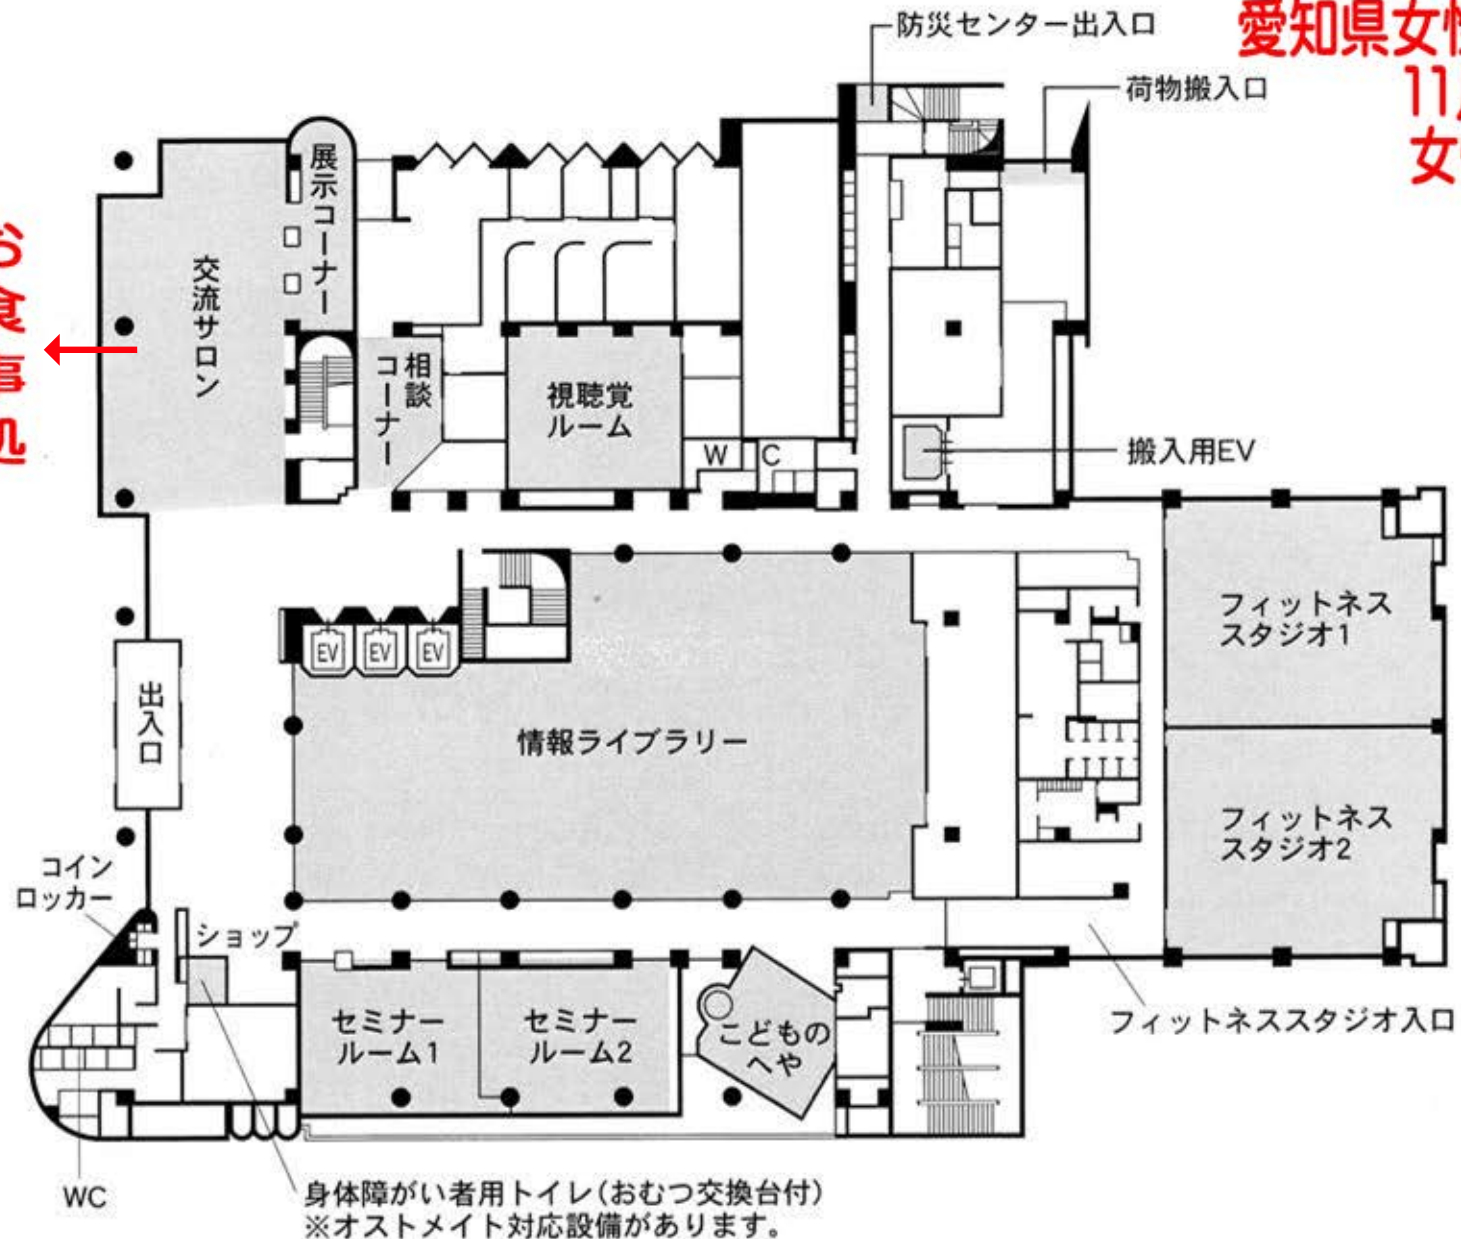 防災センター出入口
愛知県女性
荷物搬入口
11
女
展示コーナー
交流サロン
お食事処
相談
コーナー
視聴覚
ルーム
W C
搬入用EV
フィットネス
スタジオ1
EV
EV
EV
出入口
情報ライブラリー
フィットネス
スタジオ2
コイン
ロッカー
ショップ
セミナー
ルーム1
セミナー
ルーム2
こどもの
へや
フィットネススタジオ入口
WC
身体障がい者用トイレ(おむつ交換台付)
※オストメイト対応設備があります。